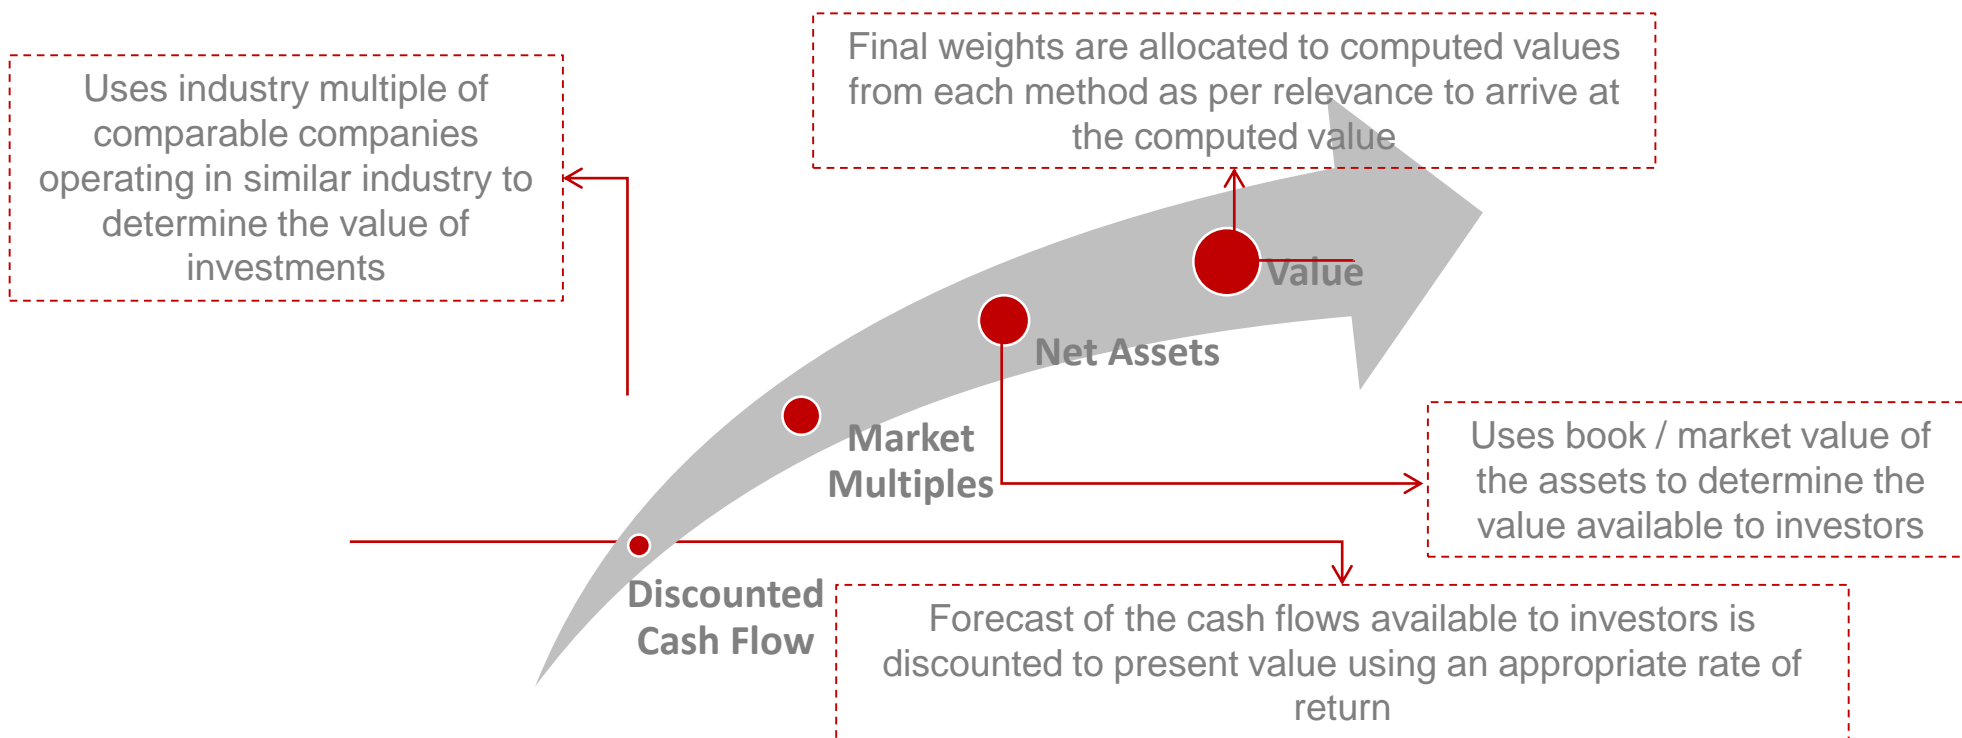 Final weights are allocated to computed values
from each method as per relevance to arrive at
the computed value
Uses industry multiple of
comparable companies
operating in similar industry to
determine the value of
investments
Value
Net Assets
Market
Multiples
Uses book / market value of
the assets to determine the
value available to investors
Discounted
Cash Flow
Forecast of the cash flows available to investors is
discounted to present value using an appropriate rate of
return